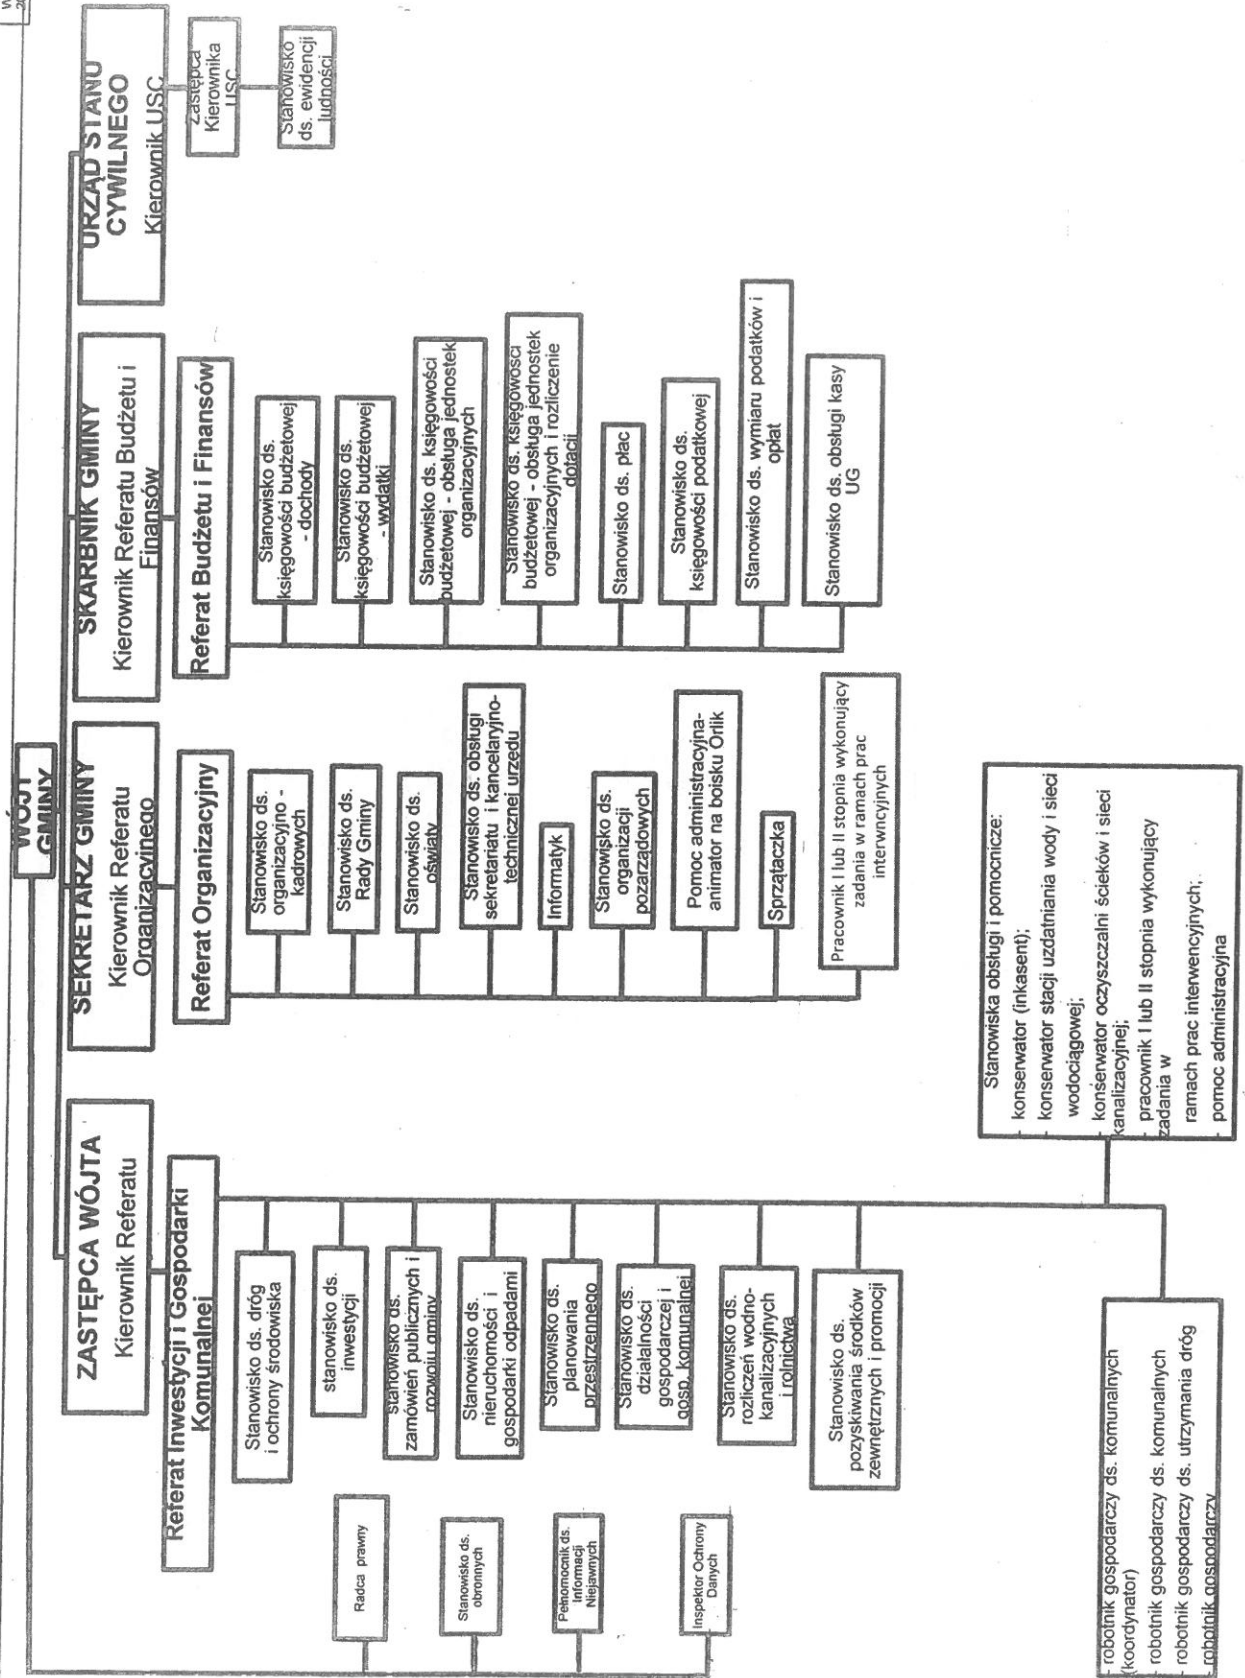 WÓJT
GMINY
ZASTĘPCA WÓJTA
Kierownik Referatu
Referat Inwestycji i Gospodarki
Komunalnej
Stanowisko ds. dróg
i ochrony środowiska
stanowisko ds.
inwestycji
stanowisko ds.
zamówień publicznych i
rozwoju gminy
Stanowisko ds.
nieruchomości i
gospodarki odpadami
Stanowisko ds.
planowania
przestrzennego
Stanowisko ds.
działalności
gospodarczej i
gosp. komunalnej
Stanowisko ds.
rozliczeń wodno-
kanalizacyjnych
i rolnictwa
Stanowisko ds.
pozyskiwania środków
zewnętrznych i promocji
Radca prawny
Stanowisko ds.
obronnych
Pełnomocnik ds.
Informacji
Niejawnych
Inspektor Ochrony
Danych
- robotnik gospodarczy ds. komunalnych
(koordynator)
robotnik gospodarczy ds. komunalnych
robotnik gospodarczy ds. utrzymania dróg
- robotnik gospodarczy
Stanowiska obsługi i pomocnicze:
- konserwator (inkasent);
- konserwator stacji uzdatniania wody i sieci
wodociągowej;
- konserwator oczyszczalni ścieków i sieci
kanalizacyjnej;
- pracownik I lub II stopnia wykonujący
zadania w
ramach prac interwencyjnych;
- pomoc administracyjna
SEKRETARZ GMINY
Kierownik Referatu
Organizacyjnego
Referat Organizacyjny
Stanowisko ds.
organizacyjno -
kadrowych
Stanowisko ds.
Rady Gminy
Stanowisko ds.
oświaty
Stanowisko ds. obsługi
sekretariatu i kancelaryjno-
technicznej urzędu
Informatyk
Stanowisko ds.
organizacji
pozarządowych
Pomoc administracyjna-
animator na boisku Orlik
Sprzątaczka
Pracownik I lub II stopnia wykonujący
zadania w ramach prac
interwncyjnych
SKARBNIK GMINY
Kierownik Referatu Budżetu i
Finansów
Referat Budżetu i Finansów
Stanowisko ds.
księgowości budżetowej
- dochody
Stanowisko ds.
księgowości budżetowej
- wydatki
Stanowisko ds. księgowości
budżetowej - obsługa jednostek
organizacyjnych
Stanowisko ds. księgowości
budżetowej - obsługa jednostek
organizacyjnych i rozliczenie
dotacji
Stanowisko ds. płac
Stanowisko ds.
księgowości podatkowej
Stanowisko ds. wymiaru podatków i
opłat
Stanowisko ds. obsługi kasy
UG
URZĄD STANU
CYWILNEGO
Kierownik USC
Zastępca
Kierownika
USC
Stanowisko
ds. ewidencji
ludności